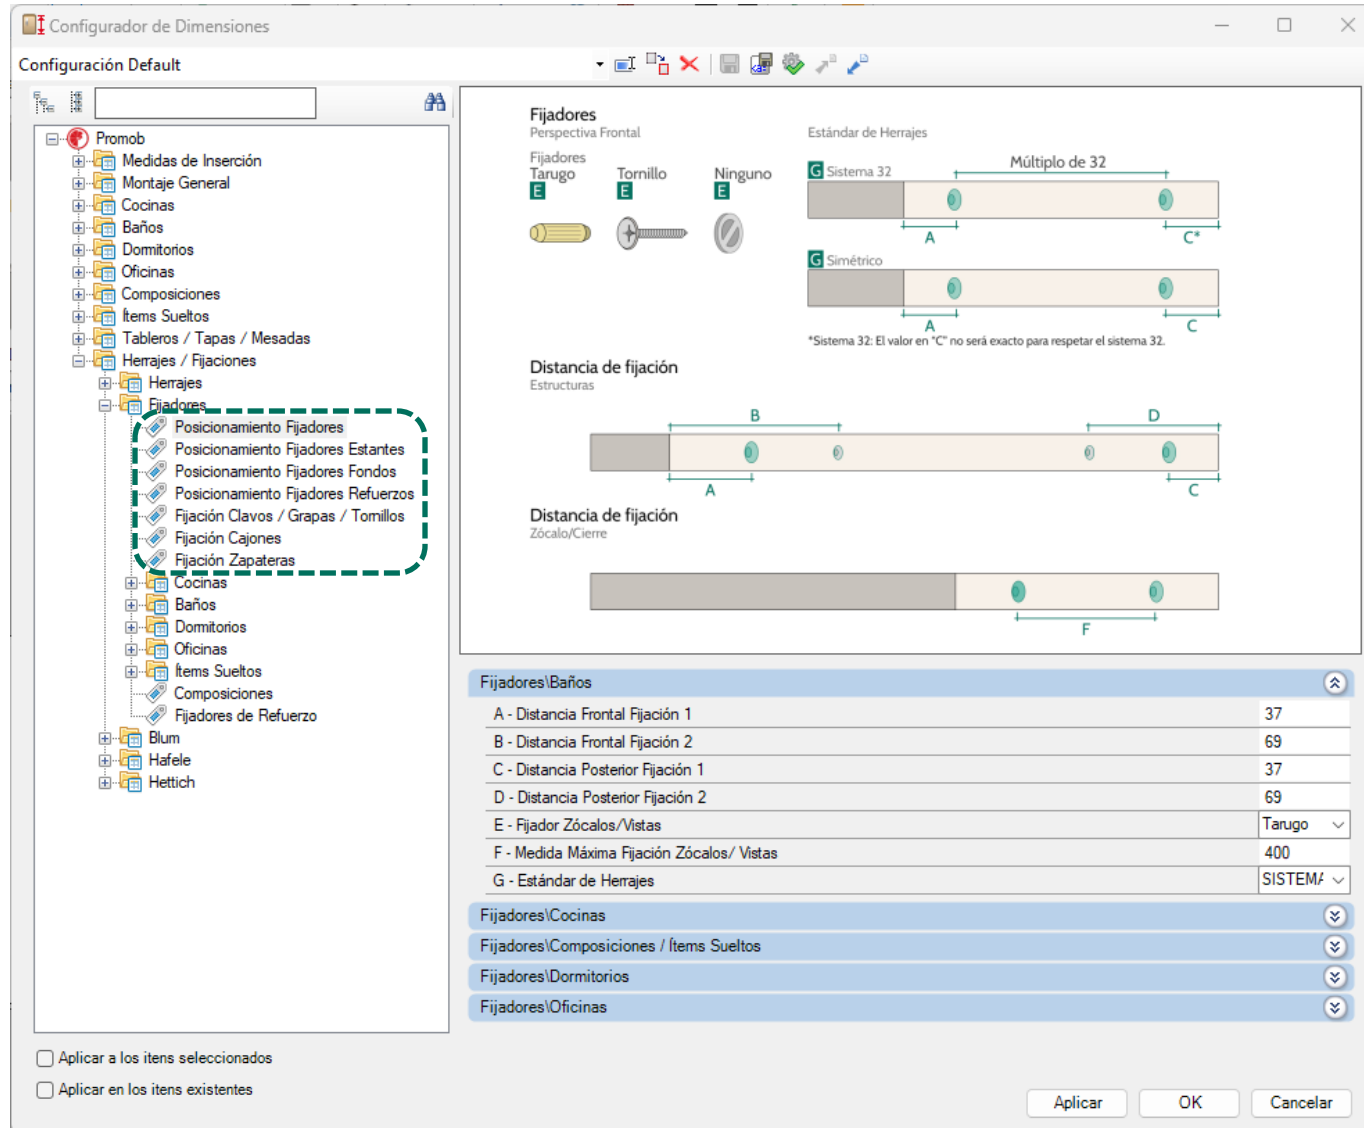 Configurador de Dimensiones
Configuración Default
Promob
Medidas de Inserción
Montaje General
Cocinas
Baños
Dormitorios
Oficinas
Composiciones
Ítems Sueltos
Tableros / Tapas / Mesadas
Herrajes / Fijaciones
Herrajes
Fijadores
Posicionamiento Fijadores
Posicionamiento Fijadores Estantes
Posicionamiento Fijadores Fondos
Posicionamiento Fijadores Refuerzos
Fijación Clavos / Grapas / Tornillos
Fijación Cajones
Fijación Zapateras
Cocinas
Baños
Dormitorios
Oficinas
Ítems Sueltos
Composiciones
Fijadores de Refuerzo
Blum
Hafele
Hettich
Fijadores
Perspectiva Frontal
Fijadores
Tarugo Tornillo Ninguno
E E E
Estándar de Herrajes
G Sistema 32
Múltiplo de 32
A C*
G Simétrico
A C
*Sistema 32: El valor en "C" no será exacto para respetar el sistema 32.
Distancia de fijación
Estructuras
B D
A C
Distancia de fijación
Zócalo/Cierre
F
Fijadores\Baños
A - Distancia Frontal Fijación 1 37
B - Distancia Frontal Fijación 2 69
C - Distancia Posterior Fijación 1 37
D - Distancia Posterior Fijación 2 69
E - Fijador Zócalos/Vistas Tarugo
F - Medida Máxima Fijación Zócalos/ Vistas 400
G - Estándar de Herrajes SISTEMA
Fijadores\Cocinas
Fijadores\Composiciones / Ítems Sueltos
Fijadores\Dormitorios
Fijadores\Oficinas
Aplicar a los itens seleccionados
Aplicar en los itens existentes
Aplicar OK Cancelar